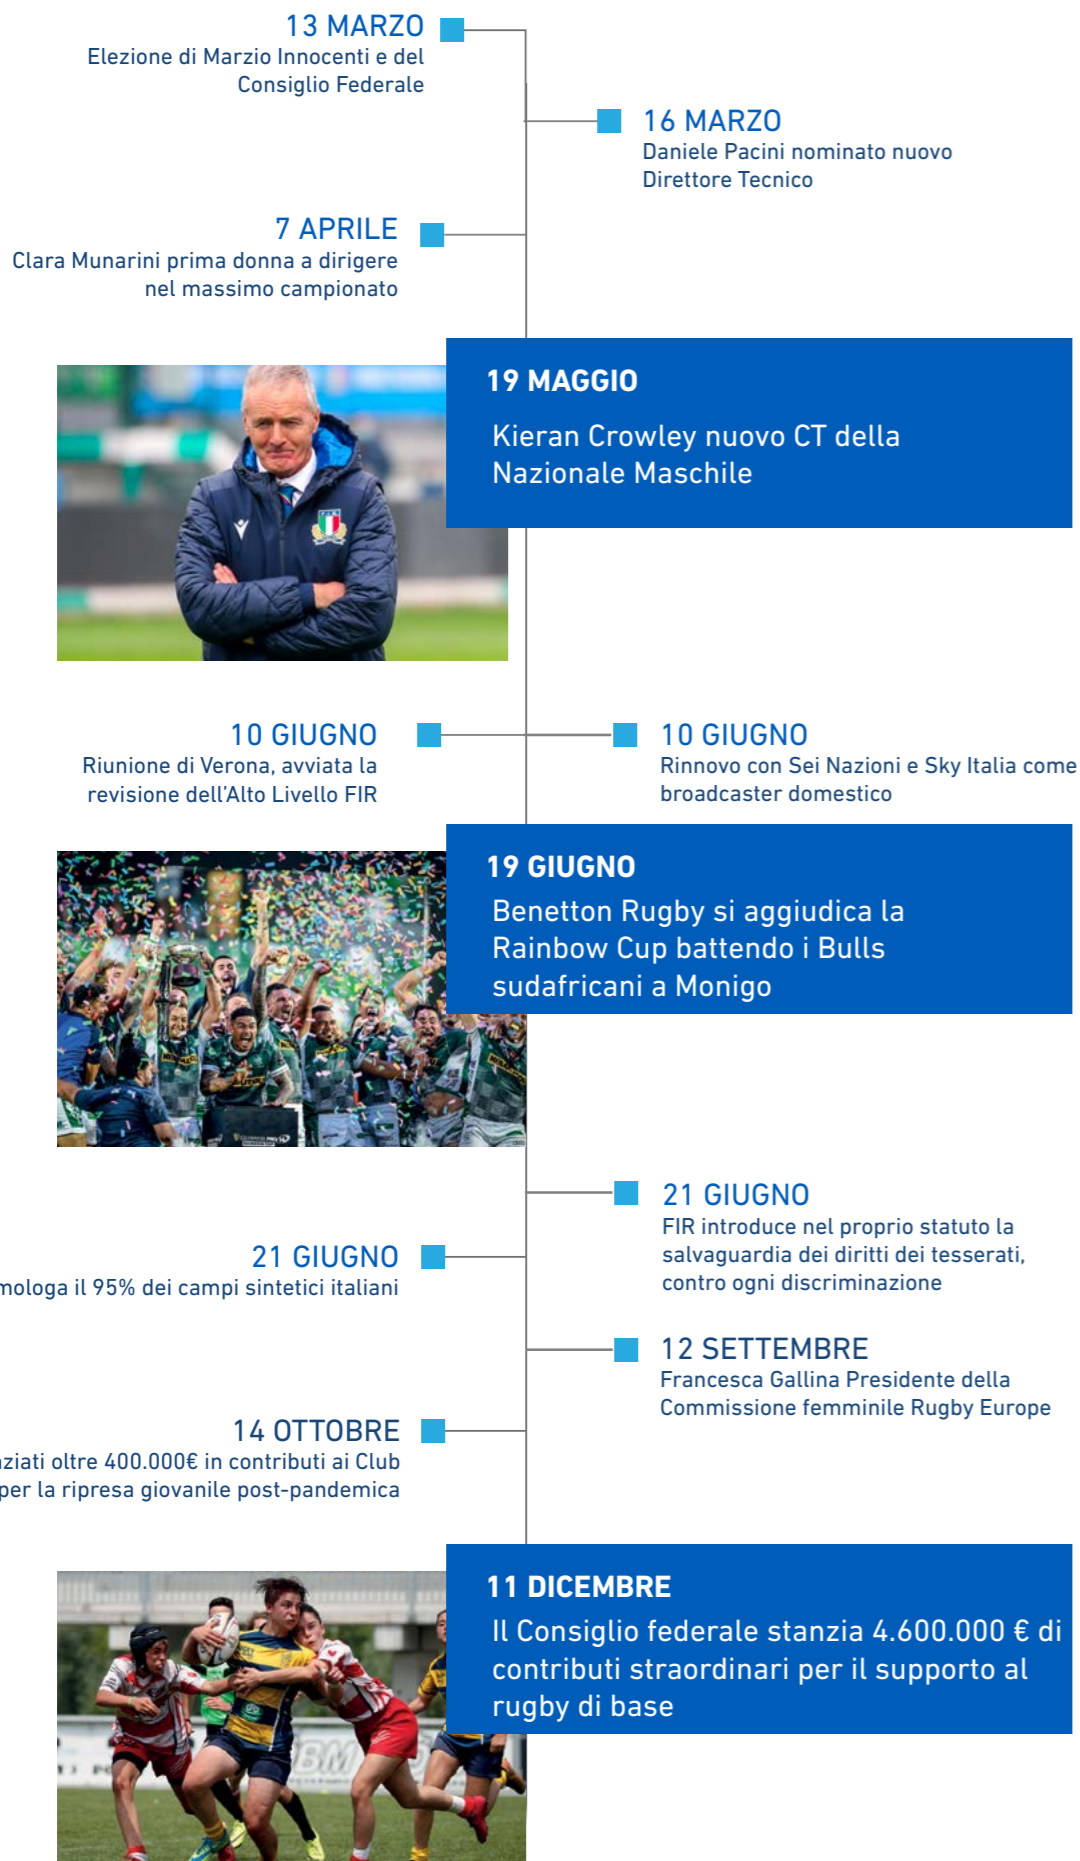 13 MARZO
Elezione di Marzio Innocenti e del
Consiglio Federale
16 MARZO
Daniele Pacini nominato nuovo
Direttore Tecnico
7 APRILE
Clara Munarini prima donna a dirigere
nel massimo campionato
19 MAGGIO
Kieran Crowley nuovo CT della
Nazionale Maschile
10 GIUGNO
Riunione di Verona, avviata la
revisione dell'Alto Livello FIR
10 GIUGNO
Rinnovo con Sei Nazioni e Sky Italia come
broadcaster domestico
19 GIUGNO
Benetton Rugby si aggiudica la
Rainbow Cup battendo i Bulls
sudafricani a Monigo
21 GIUGNO
FIR introduce nel proprio statuto la
salvaguardia dei diritti dei tesserati,
contro ogni discriminazione
21 GIUGNO
mologa il 95% dei campi sintetici italiani
12 SETTEMBRE
Francesca Gallina Presidente della
Commissione femminile Rugby Europe
14 OTTOBRE
ziati oltre 400.000€ in contributi ai Club
per la ripresa giovanile post-pandemica
11 DICEMBRE
Il Consiglio federale stanzia 4.600.000 € di
contributi straordinari per il supporto al
rugby di base